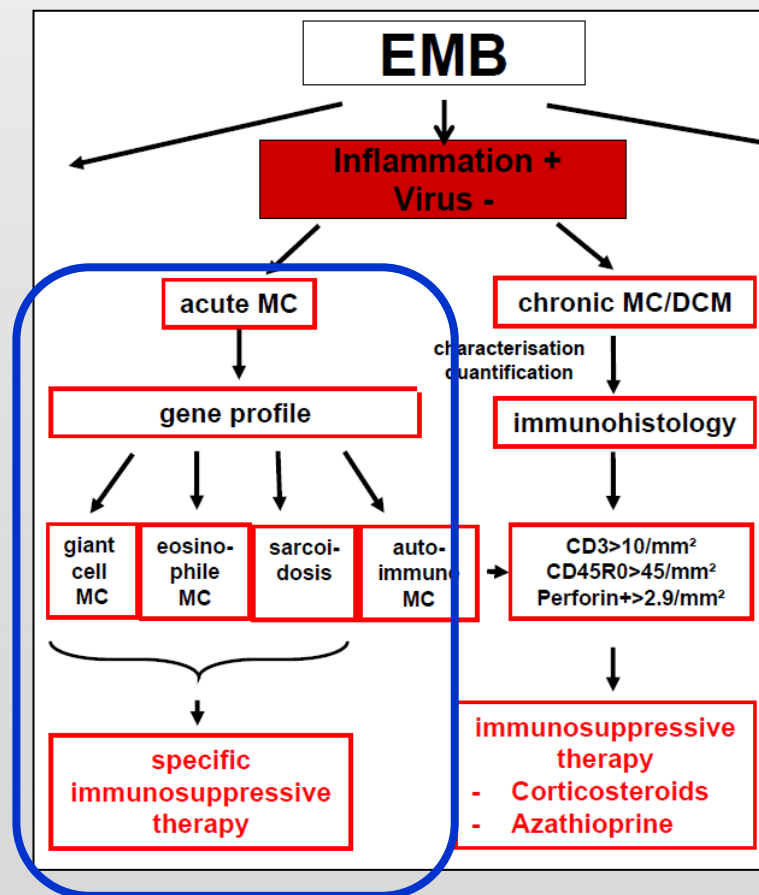 EMB
Inflammation +
Virus -
acute MC
chronic MC/DCM
characterisation
quantification
gene profile
immunohistology
giant
cell
MC
eosino-
phile
MC
sarcoi-
dosis
auto-
immune
MC
CD3>10/mm²
CD45R0>45/mm²
Perforin+>2.9/mm²
specific
immunosuppressive
therapy
immunosuppressive
therapy
- Corticosteroids
- Azathioprine